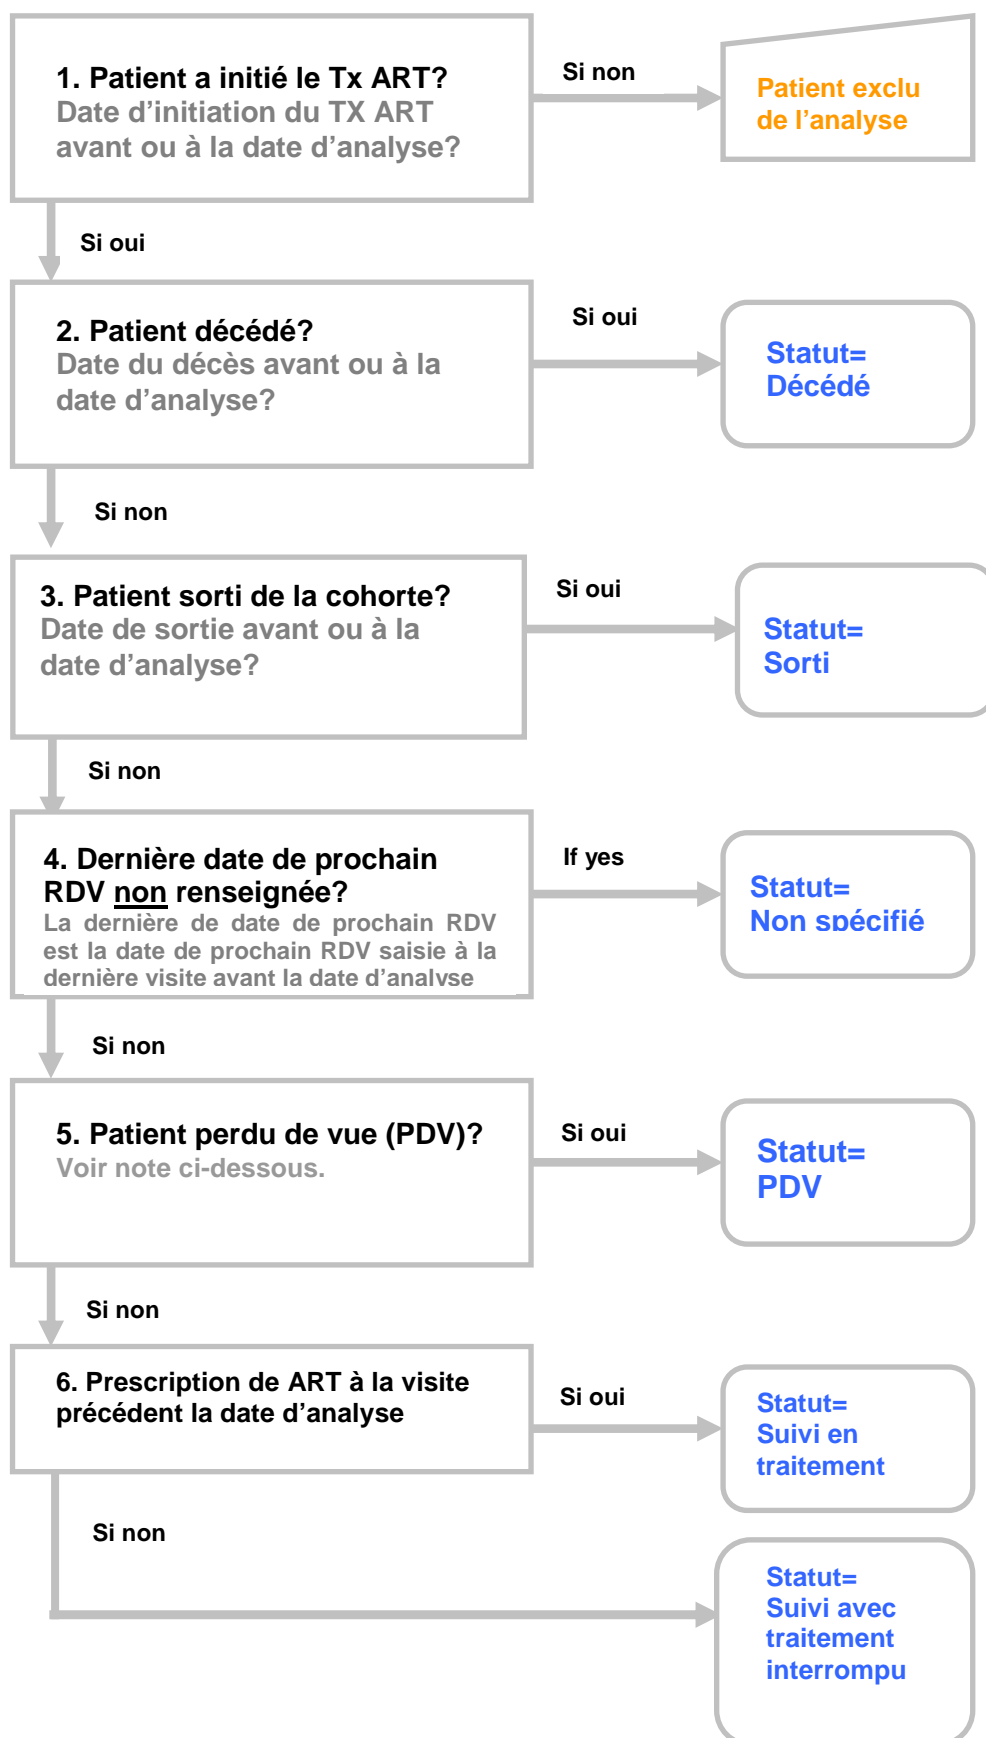 1. Patient a initié le Tx ART?
Date d’initiation du TX ART
avant ou à la date d’analyse?
Si non
Patient exclu
de l’analyse
Si oui
2. Patient décédé?
Date du décès avant ou à la
date d’analyse?
Si oui
Statut=
Décédé
Si non
3. Patient sorti de la cohorte?
Date de sortie avant ou à la
date d’analyse?
Si oui
Statut=
Sorti
Si non
4. Dernière date de prochain
RDV non renseignée?
La dernière de date de prochain RDV
est la date de prochain RDV saisie à la
dernière visite avant la date d’analyse
If yes
Statut=
Non spécifié
Si non
5. Patient perdu de vue (PDV)?
Voir note ci-dessous.
Si oui
Statut=
PDV
Si non
6. Prescription de ART à la visite
précédent la date d’analyse
Si oui
Statut=
Suivi en
traitement
Si non
Statut=
Suivi avec
traitement
interrompu